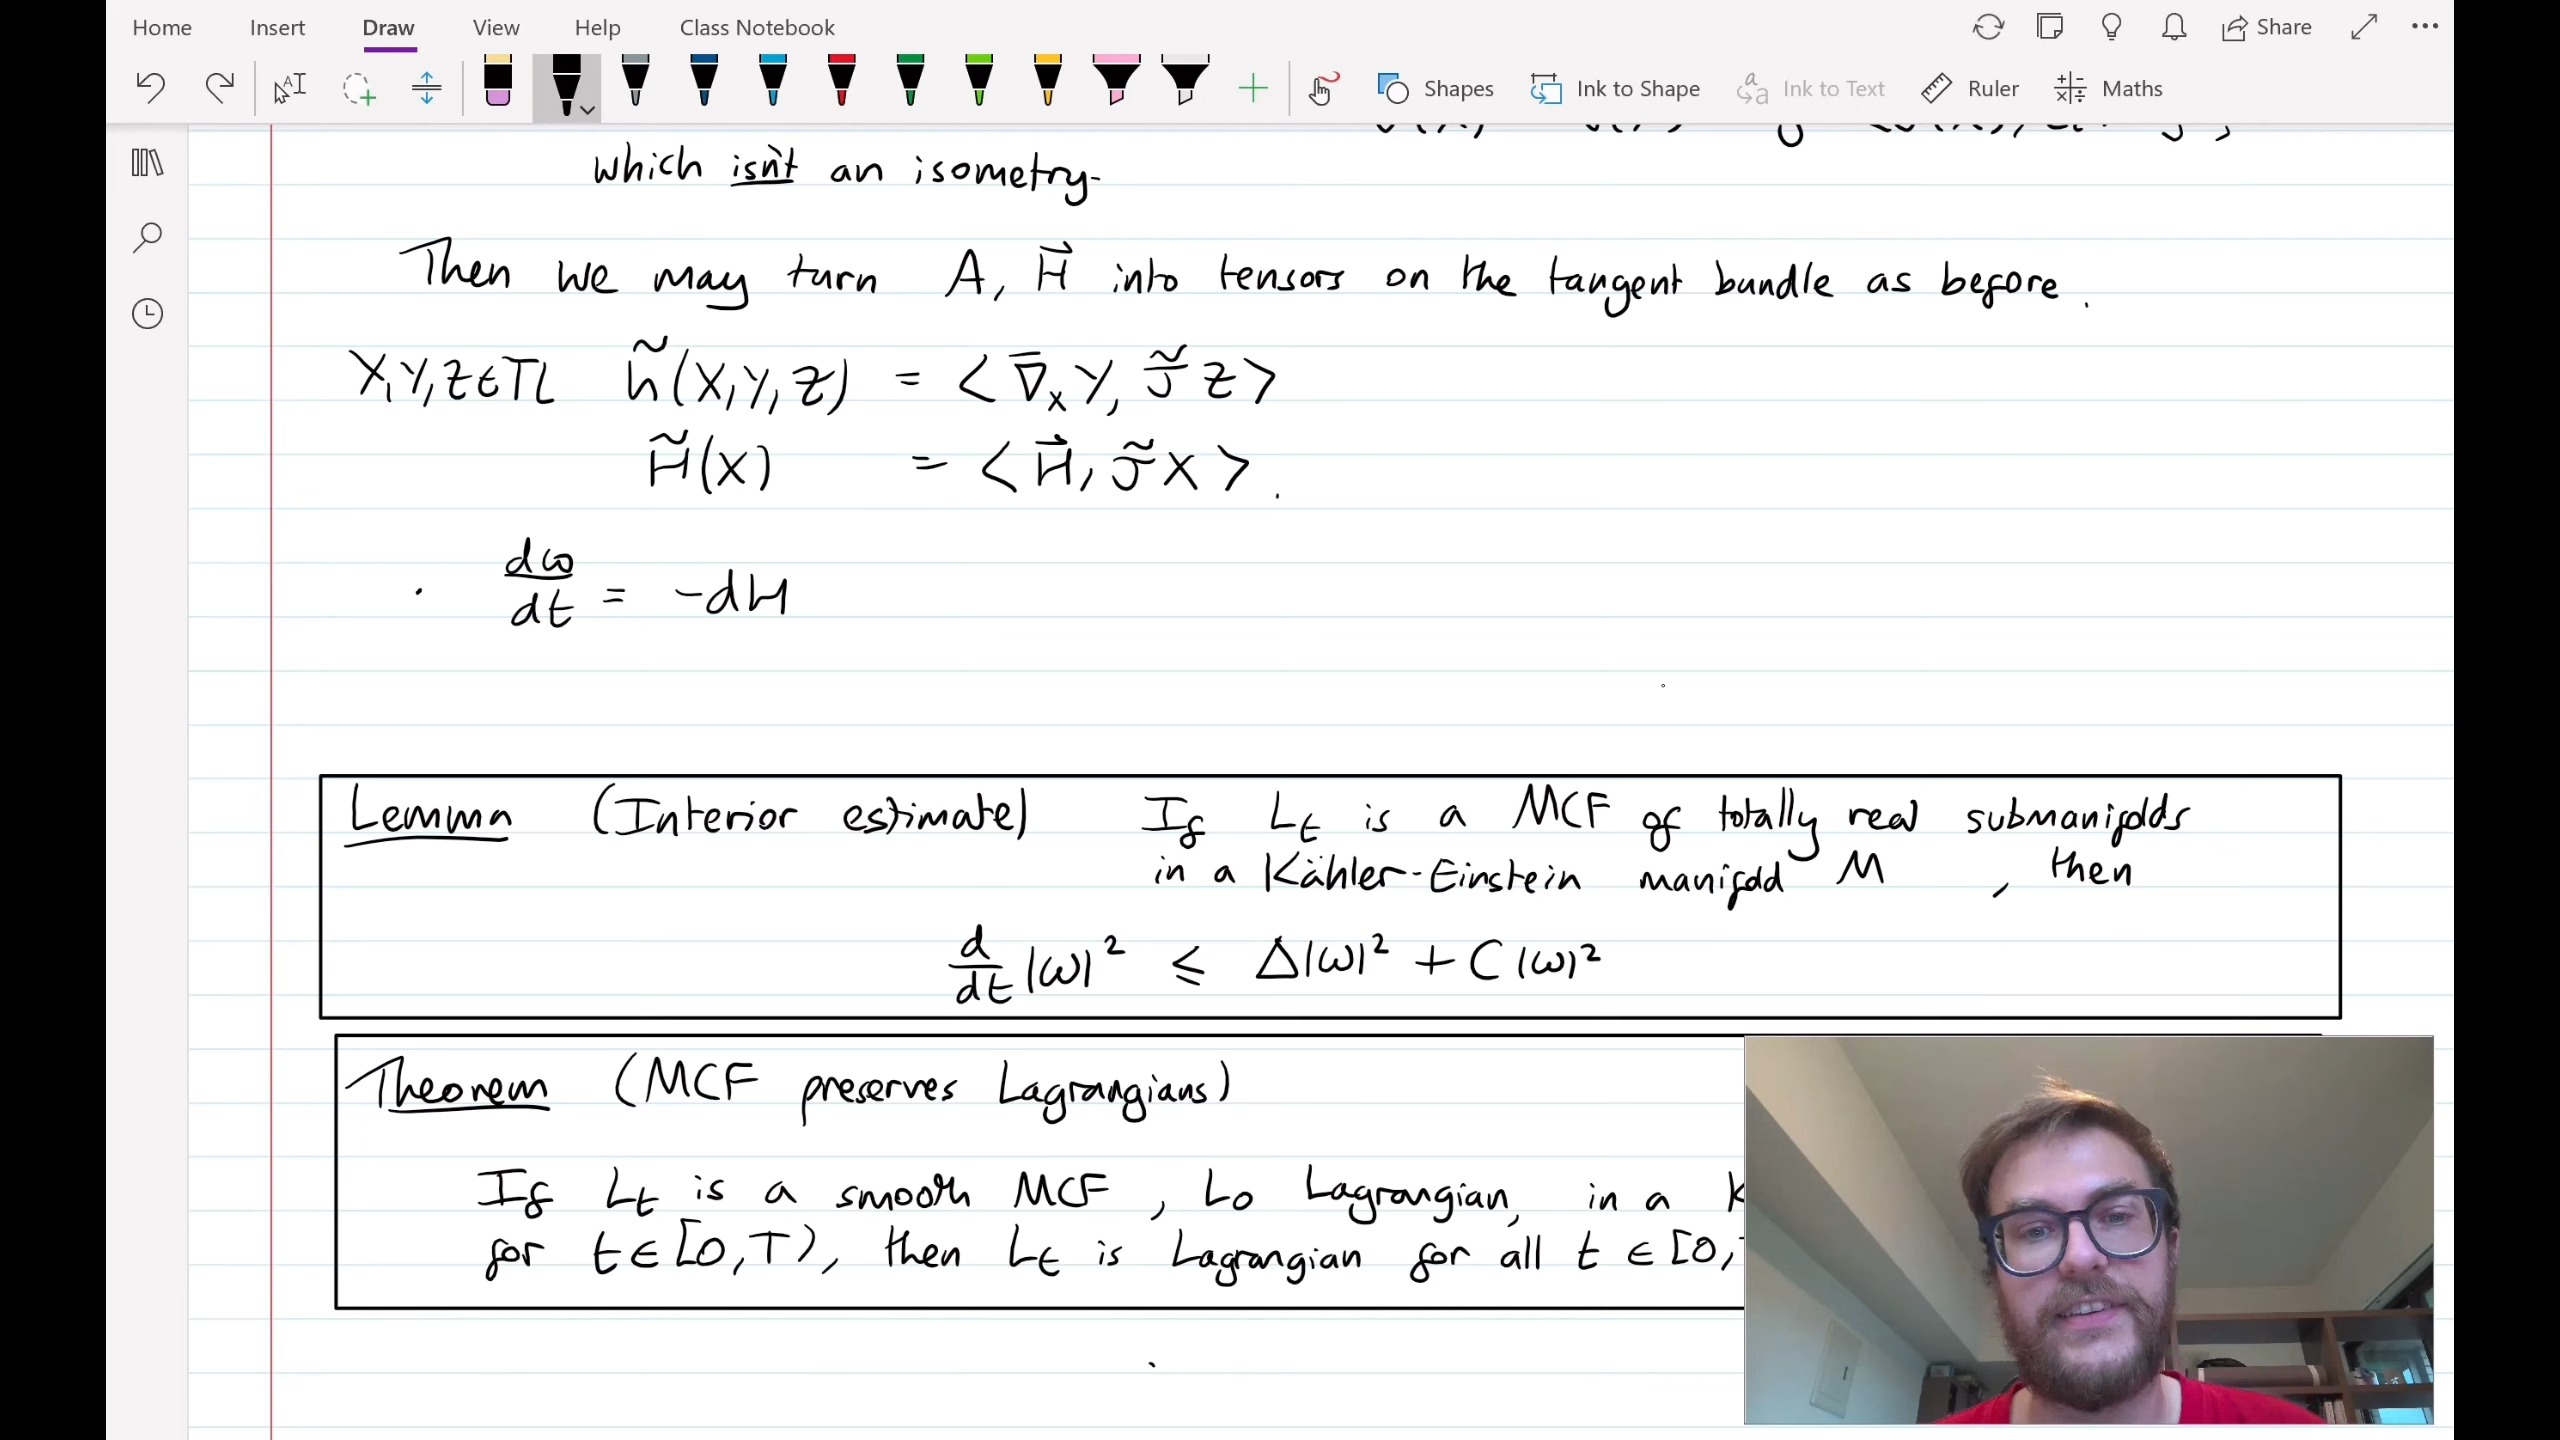 Home Insert Draw View Help Class Notebook Share
Shapes Ink to Shape Ink to Text Ruler Maths
which isn't an isometry.
Then we may turn A, H⃗ into tensors on the tangent bundle as before.
X,Y,Z∈TL h̃(X,Y,Z) = <∇̄ₓY, J̃Z>
H̃(X) = <H⃗, J̃X>.
· dω/dt = -dH
Lemma (Interior estimate) If Lₜ is a MCF of totally real submanifolds
in a Kähler-Einstein manifold M , then
d/dt |ω|² ≤ Δ|ω|² + C|ω|²
Theorem (MCF preserves Lagrangians)
If Lₜ is a smooth MCF, L₀ Lagrangian, in a K
for t∈[0,T), then Lₜ is Lagrangian for all t ∈ [0,